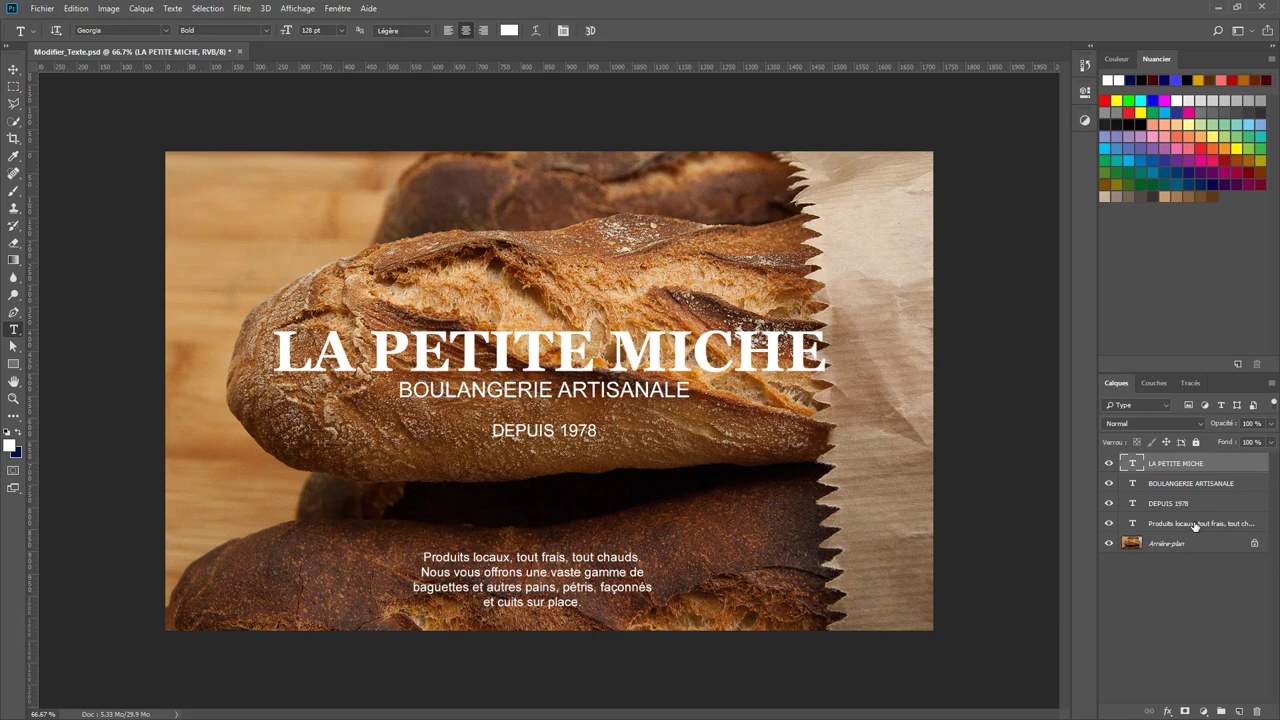 Ps Fichier Edition Image Calque Texte Sélection Filtre 3D Affichage Fenêtre Aide
T Georgia Bold 128 pt Légère 3D
Modifier_Texte.psd @ 66.7% (LA PETITE MICHE, RVB/8) *
Couleur Nuancier
LA PETITE MICHE
BOULANGERIE ARTISANALE
DEPUIS 1978
Produits locaux, tout frais, tout chauds.
Nous vous offrons une vaste gamme de
baguettes et autres pains, pétris, façonnés
et cuits sur place.
Calques Couches Tracés
Type
Normal Opacité : 100 %
Verrou : Fond : 100 %
T LA PETITE MICHE
T BOULANGERIE ARTISANALE
T DEPUIS 1978
T Produits locaux, tout frais, tout ch...
Arrière-plan
66.67 % Doc : 5.33 Mo/29.9 Mo